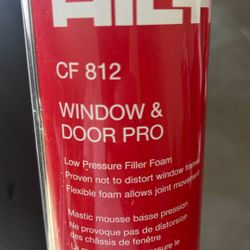 HILTI
CF 812
WINDOW &
DOOR PRO
Low Pressure Filler Foam
· Proven not to distort window frames
· Flexible foam allows joint movement
Mastic mousse basse pression
· Ne provoque pas de distorsion
des châssis de fenêtre